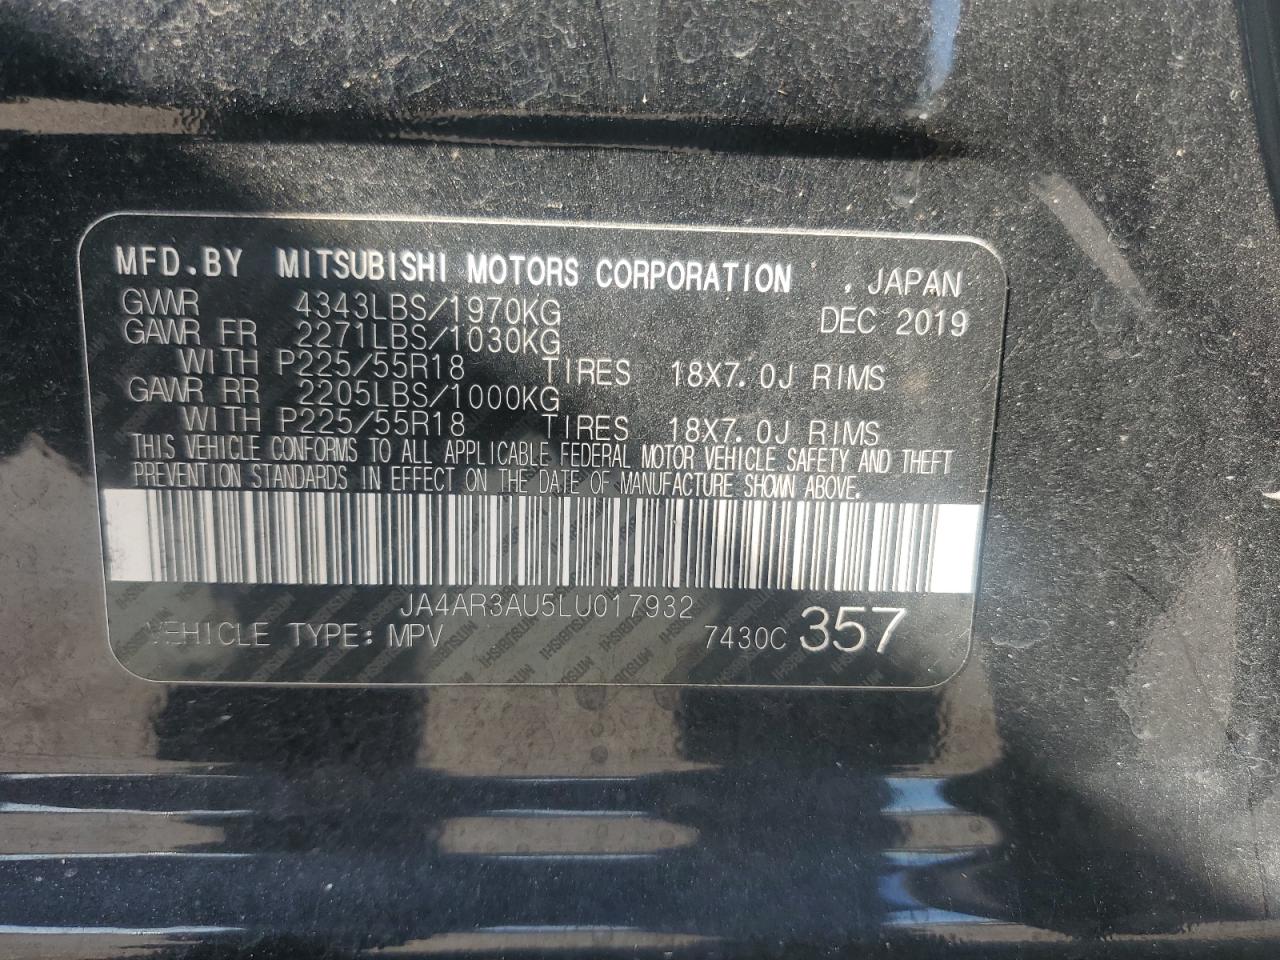 MFD.BY MITSUBISHI MOTORS CORPORATION , JAPAN
GVWR 4343LBS/1970KG DEC 2019
GAWR FR 2271LBS/1030KG
WITH P225/55R18 TIRES 18X7.0J RIMS
GAWR RR 2205LBS/1000KG
WITH P225/55R18 TIRES 18X7.0J RIMS
THIS VEHICLE CONFORMS TO ALL APPLICABLE FEDERAL MOTOR VEHICLE SAFETY AND THEFT
PREVENTION STANDARDS IN EFFECT ON THE DATE OF MANUFACTURE SHOWN ABOVE.
JA4AR3AU5LU017932
VEHICLE TYPE: MPV 7430C 357